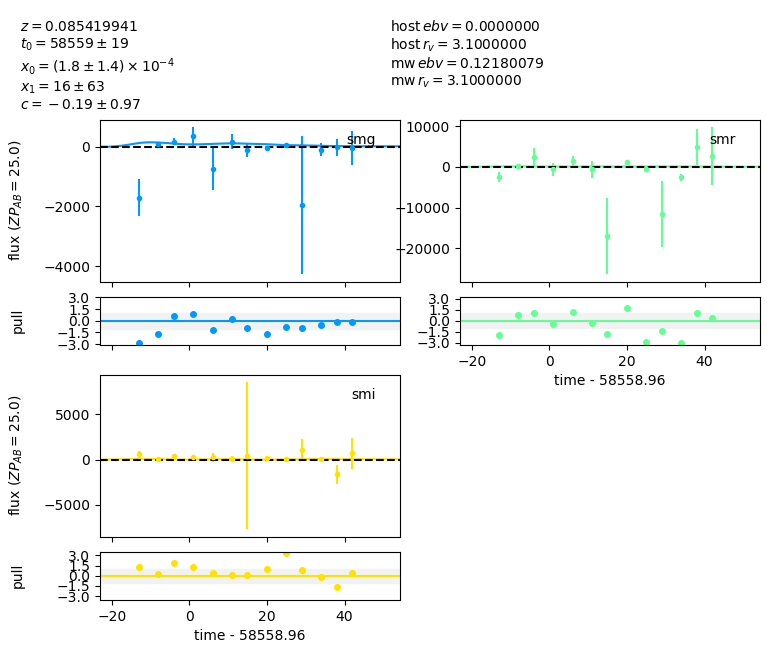 z = 0.085419941
t₀ = 58559 ± 19
x₀ = (1.8 ± 1.4) × 10⁻⁴
x₁ = 16 ± 63
c = −0.19 ± 0.97
host ebv = 0.0000000
host r_v = 3.1000000
mw ebv = 0.12180079
mw r_v = 3.1000000
flux (ZP_AB = 25.0)
0
−2000
−4000
smg
10000
0
−10000
−20000
smr
pull
3.0
1.5
0.0
−1.5
−3.0
3.0
1.5
0.0
−1.5
−3.0
−20
0
20
40
time - 58558.96
flux (ZP_AB = 25.0)
5000
0
−5000
smi
pull
3.0
1.5
0.0
−1.5
−3.0
−20
0
20
40
time - 58558.96